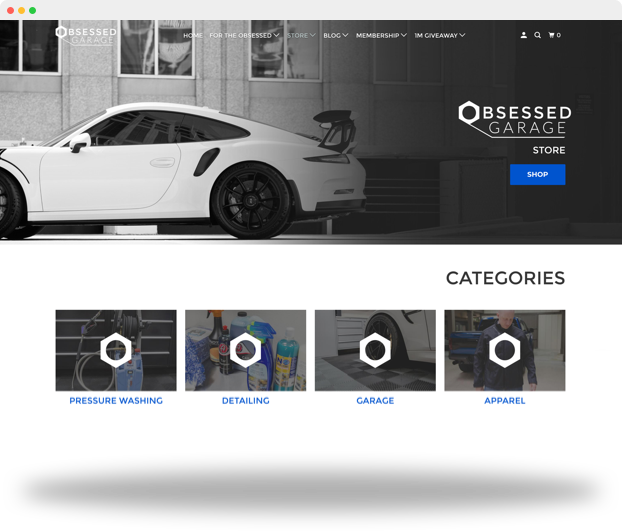 OBSESSED
GARAGE
HOME FOR THE OBSESSED STORE BLOG MEMBERSHIP 1M GIVEAWAY 0
OBSESSED
GARAGE
STORE
SHOP
CATEGORIES
PRESSURE WASHING DETAILING GARAGE APPAREL